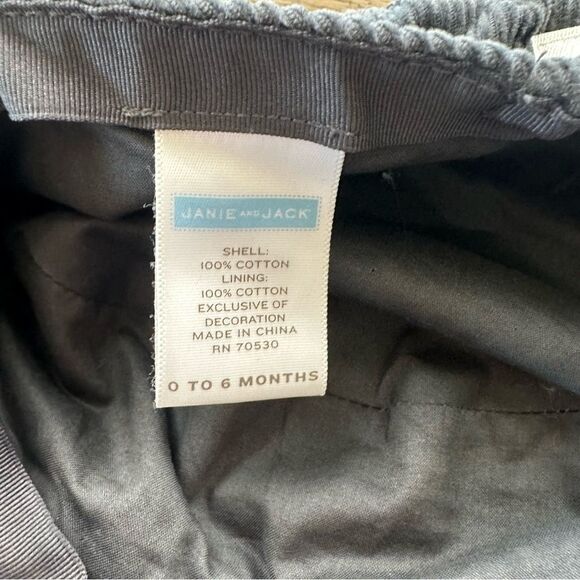 JANIE AND JACK
SHELL:
100% COTTON
LINING:
100% COTTON
EXCLUSIVE OF
DECORATION
MADE IN CHINA
RN 70530
0 TO 6 MONTHS